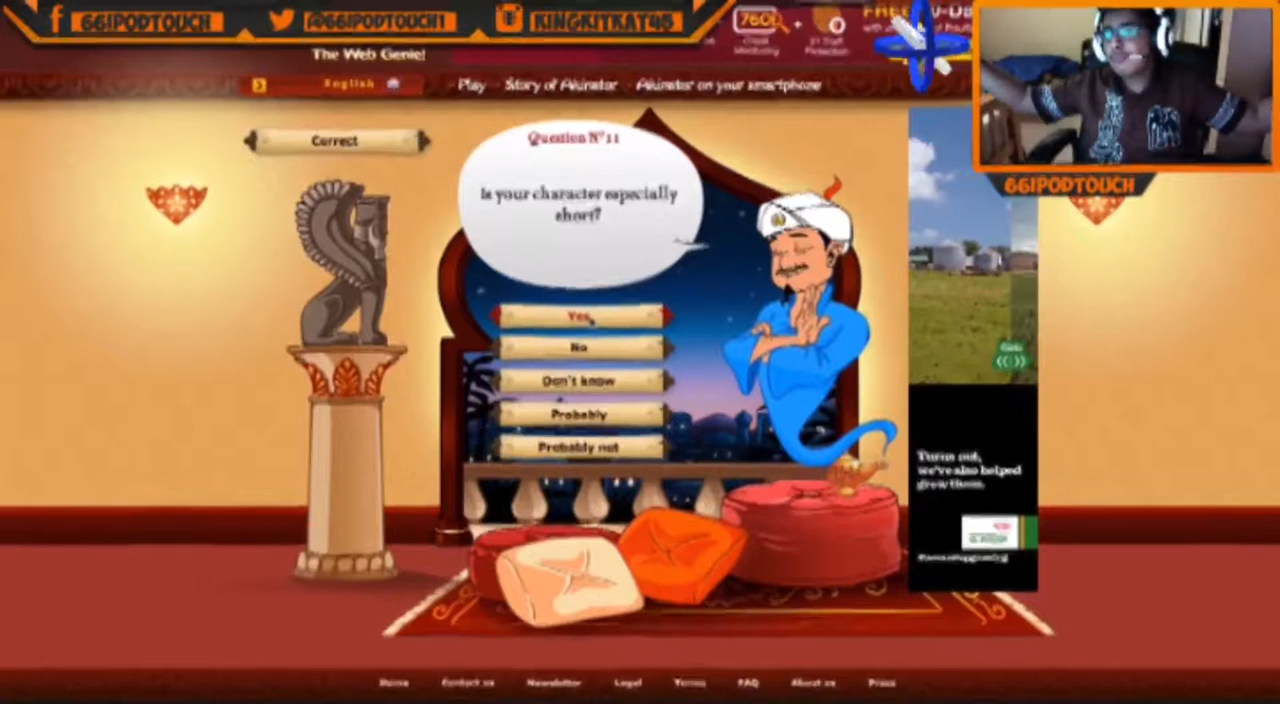 66IPODTOUCH
@66IPODTOUCH1
KINGKITKAT45
The Web Genie!
English
Play
Story of Akinator
Akinator on your smartphone
66IPODTOUCH
Correct
Question N°11
Is your character especially
short?
Yes
No
Don't know
Probably
Probably not
Turns out,
we've also helped
grow them.
Home
Contact us
Newsletter
Legal
Terms
FAQ
About us
Press